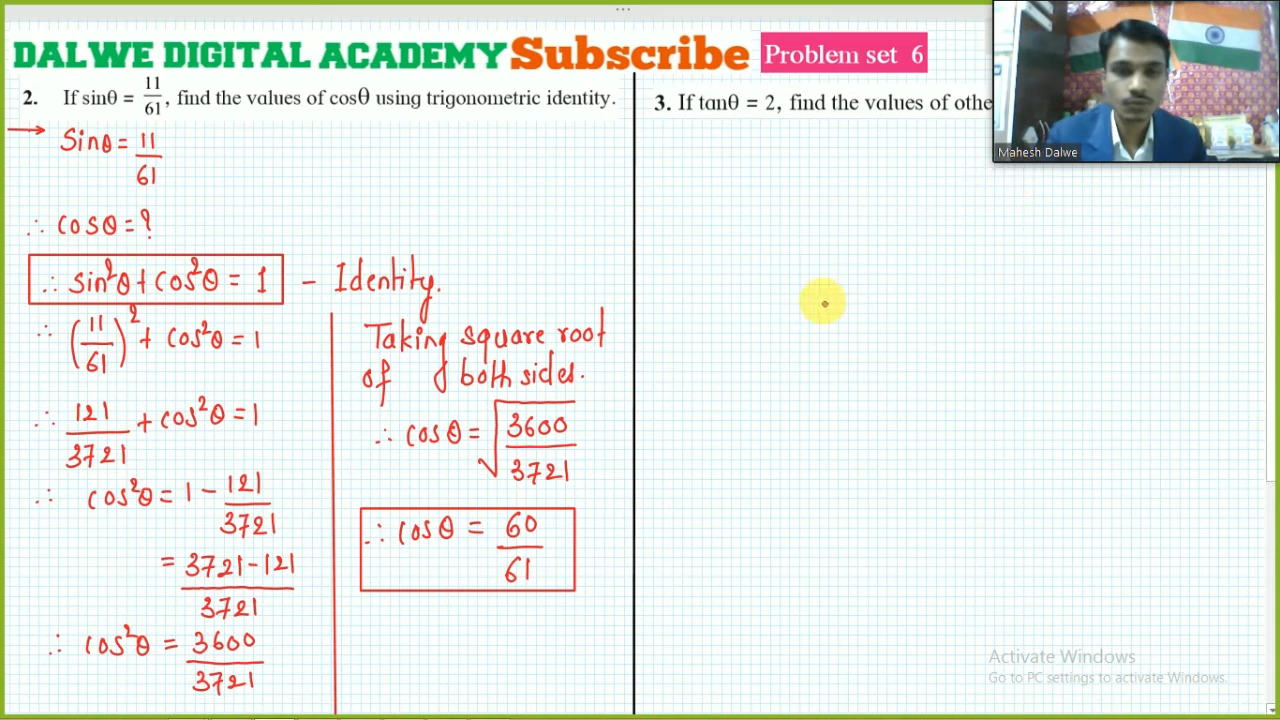 DALWE DIGITAL ACADEMY Subscribe Problem set 6
2. If sinθ = 11/61, find the values of cosθ using trigonometric identity.
→ Sinθ = 11/61
∴ cosθ = ?
∴ sin²θ + cos²θ = 1 – Identity.
∴ (11/61)² + cos²θ = 1
∴ 121/3721 + cos²θ = 1
∴ cos²θ = 1 – 121/3721
= 3721-121/3721
∴ cos²θ = 3600/3721
Taking square root
of both sides.
∴ cosθ = √3600/3721
∴ cosθ = 60/61
3. If tanθ = 2, find the values of othe
Mahesh Dalwe
Activate Windows
Go to PC settings to activate Windows.